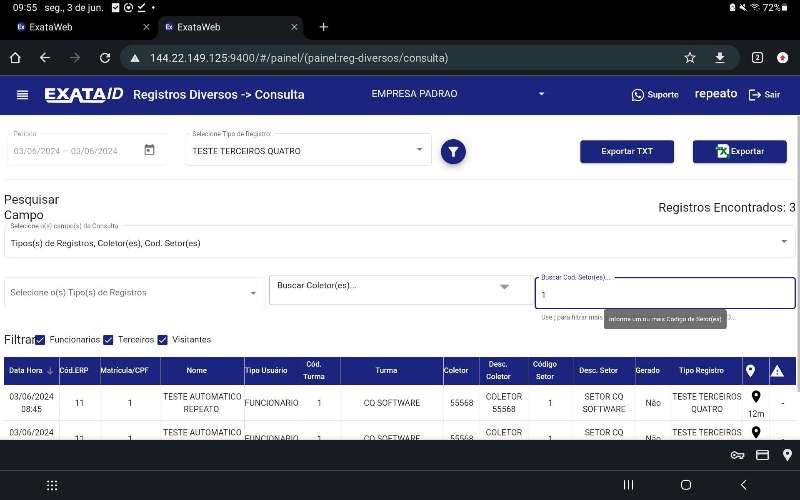 09:55 seg., 3 de jun. 72%
ExataWeb
ExataWeb
144.22.149.125:9400/#/painel/(painel:reg-diversos/consulta)
2
EXATAID Registros Diversos -> Consulta EMPRESA PADRAO Suporte repeato Sair
Período
03/06/2024 – 03/06/2024
Selecione Tipo de Registro:
TESTE TERCEIROS QUATRO
Exportar TXT
Exportar
Pesquisar
Campo
Registros Encontrados: 3
Selecione o(s) campo(s) da Consulta
Tipos(s) de Registros, Coletor(es), Cod. Setor(es)
Selecione o(s) Tipo(s) de Registros
Buscar Coletor(es)...
Buscar Cod. Setor(es)...
1
Use ; para filtrar mais
Informe um ou mais Codigo de Setor(es)
Filtrar Funcionarios Terceiros Visitantes
Data Hora Cód.ERP Matrícula/CPF Nome Tipo Usuário Cód. Turma Turma Coletor Desc. Coletor Código Setor Desc. Setor Gerado Tipo Registro
03/06/2024 08:45 11 1 TESTE AUTOMATICO REPEATO FUNCIONARIO 1 CQ SOFTWARE 55568 COLETOR 55568 1 SETOR CQ SOFTWARE Não TESTE TERCEIROS QUATRO 12m -
03/06/2024 11 1 TESTE AUTOMATICO FUNCIONARIO 1 CQ SOFTWARE 55568 COLETOR 1 SETOR CQ Não TESTE TERCEIROS -